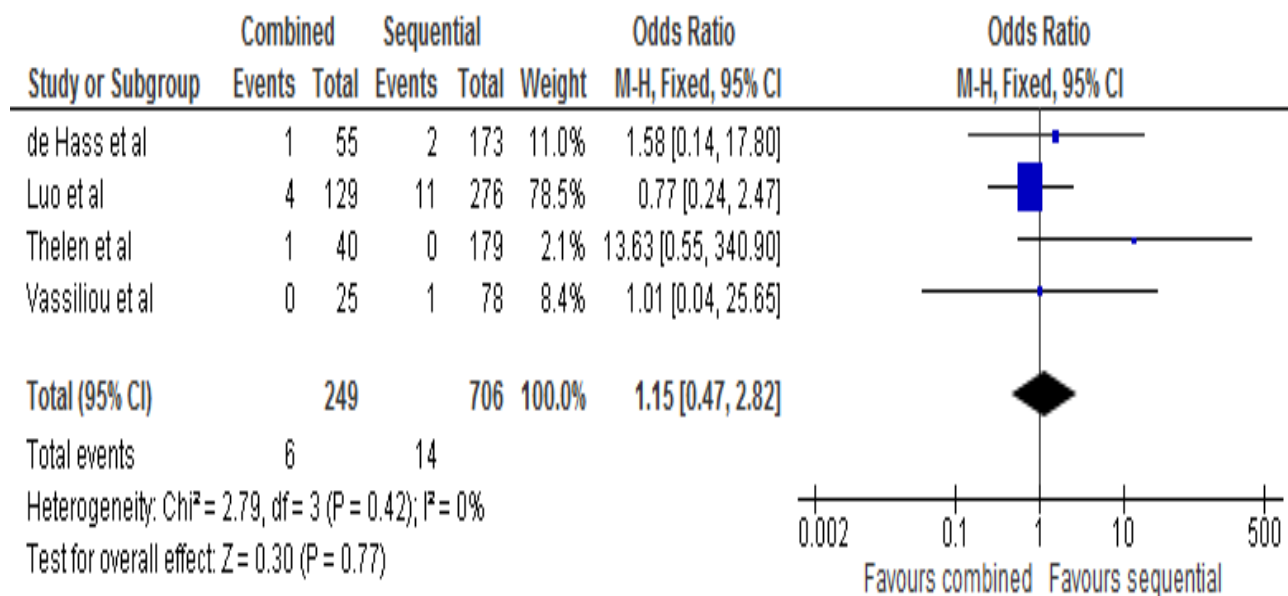 Combined Sequential Odds Ratio Odds Ratio
Study or Subgroup Events Total Events Total Weight M-H, Fixed, 95% CI M-H, Fixed, 95% CI
de Hass et al 1 55 2 173 11.0% 1.58 [0.14, 17.80]
Luo et al 4 129 11 276 78.5% 0.77 [0.24, 2.47]
Thelen et al 1 40 0 179 2.1% 13.63 [0.55, 340.90]
Vassiliou et al 0 25 1 78 8.4% 1.01 [0.04, 25.65]
Total (95% CI) 249 706 100.0% 1.15 [0.47, 2.82]
Total events 6 14
Heterogeneity: Chi² = 2.79, df = 3 (P = 0.42); I² = 0%
Test for overall effect: Z = 0.30 (P = 0.77)
0.002 0.1 1 10 500
Favours combined Favours sequential